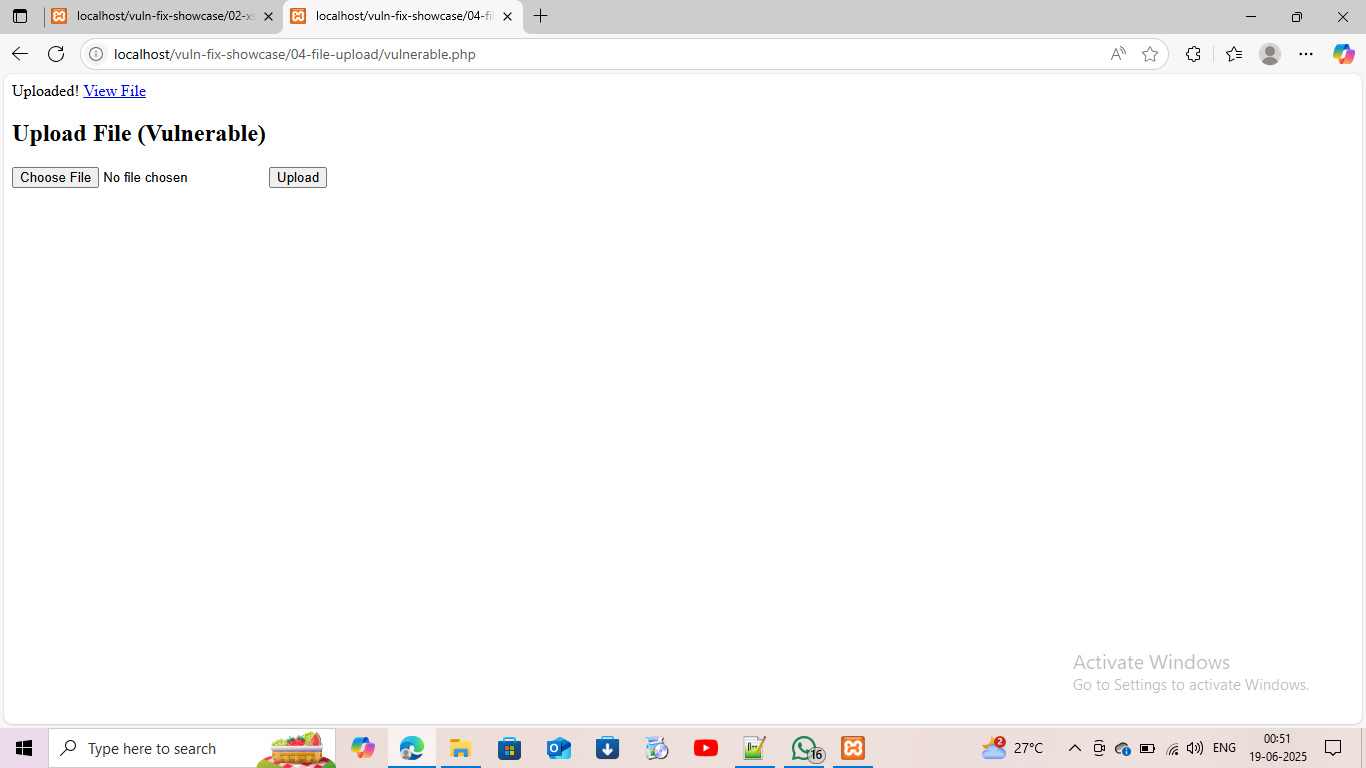 localhost/vuln-fix-showcase/02-xs
localhost/vuln-fix-showcase/04-fil
localhost/vuln-fix-showcase/04-file-upload/vulnerable.php
Uploaded! View File
Upload File (Vulnerable)
Choose File No file chosen Upload
Activate Windows
Go to Settings to activate Windows.
Type here to search
16
2
27°C
ENG
00:51
19-06-2025